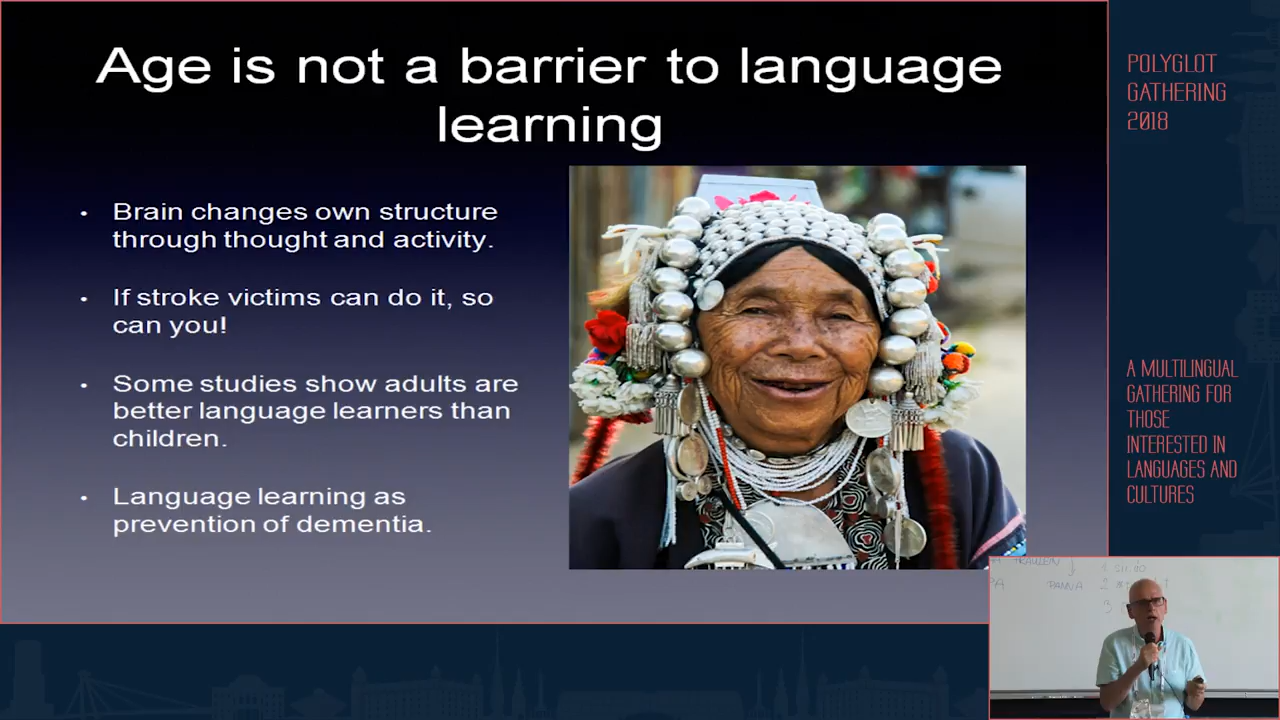 Age is not a barrier to language
learning
• Brain changes own structure
through thought and activity.
• If stroke victims can do it, so
can you!
• Some studies show adults are
better language learners than
children.
• Language learning as
prevention of dementia.
POLYGLOT
GATHERING
2018
A MULTILINGUAL
GATHERING FOR
THOSE
INTERESTED IN
LANGUAGES AND
CULTURES